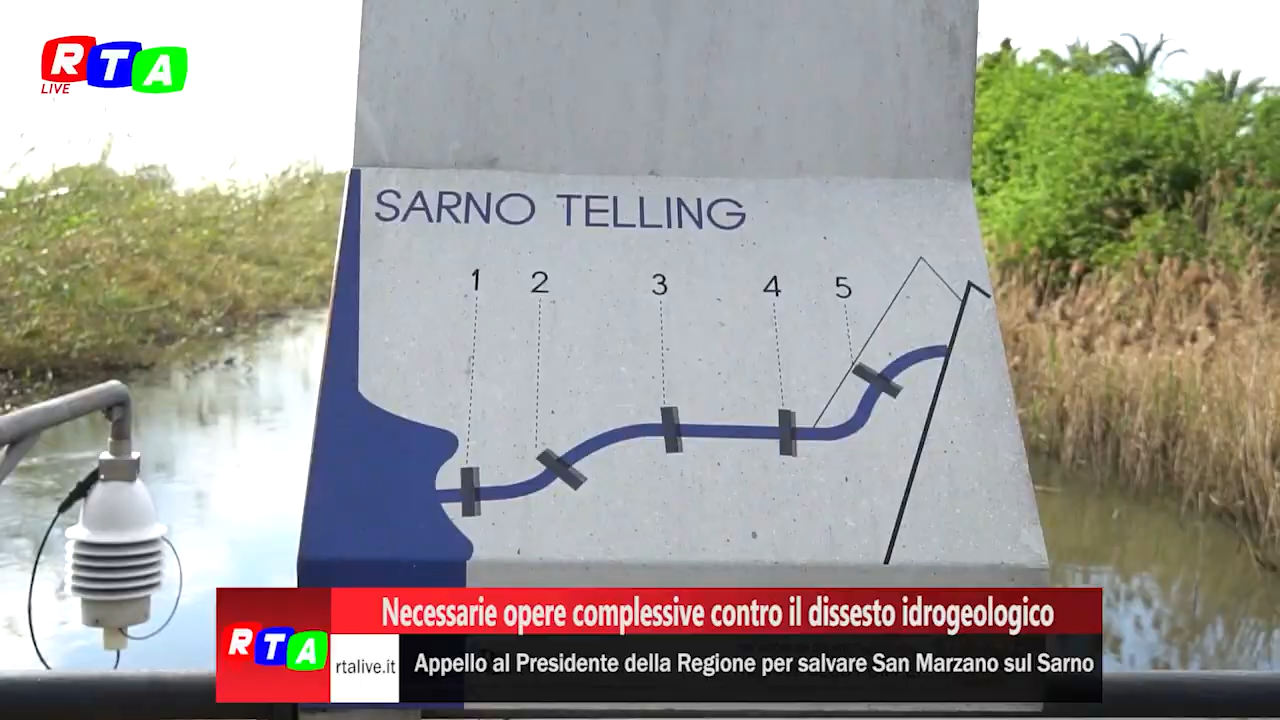 RTA
LIVE
SARNO TELLING
1 2 3 4 5
Necessarie opere complessive contro il dissesto idrogeologico
RTA
rtalive.it
Appello al Presidente della Regione per salvare San Marzano sul Sarno